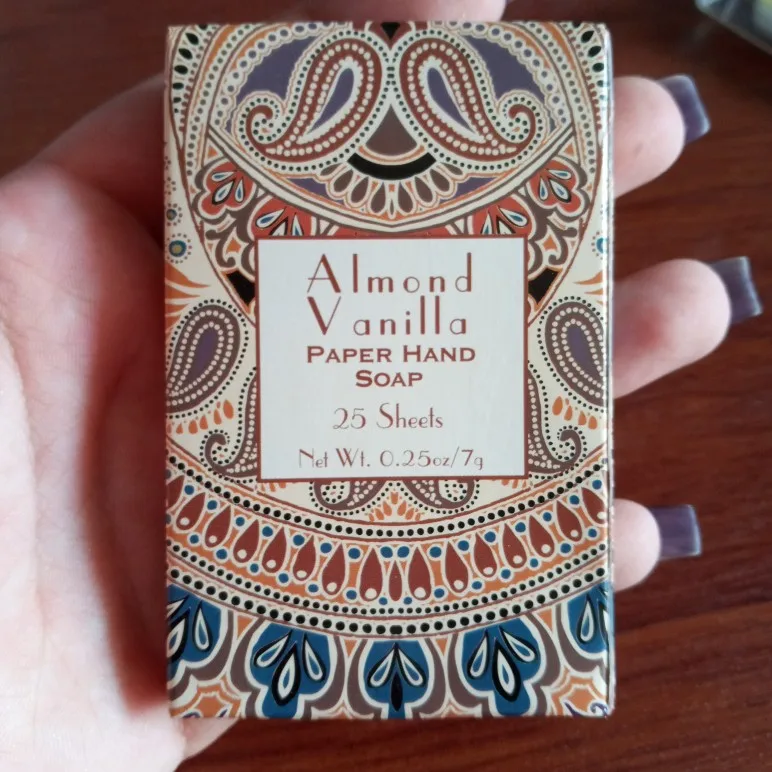 Almond
Vanilla
PAPER HAND
SOAP
25 Sheets
Net Wt. 0.25oz/7g